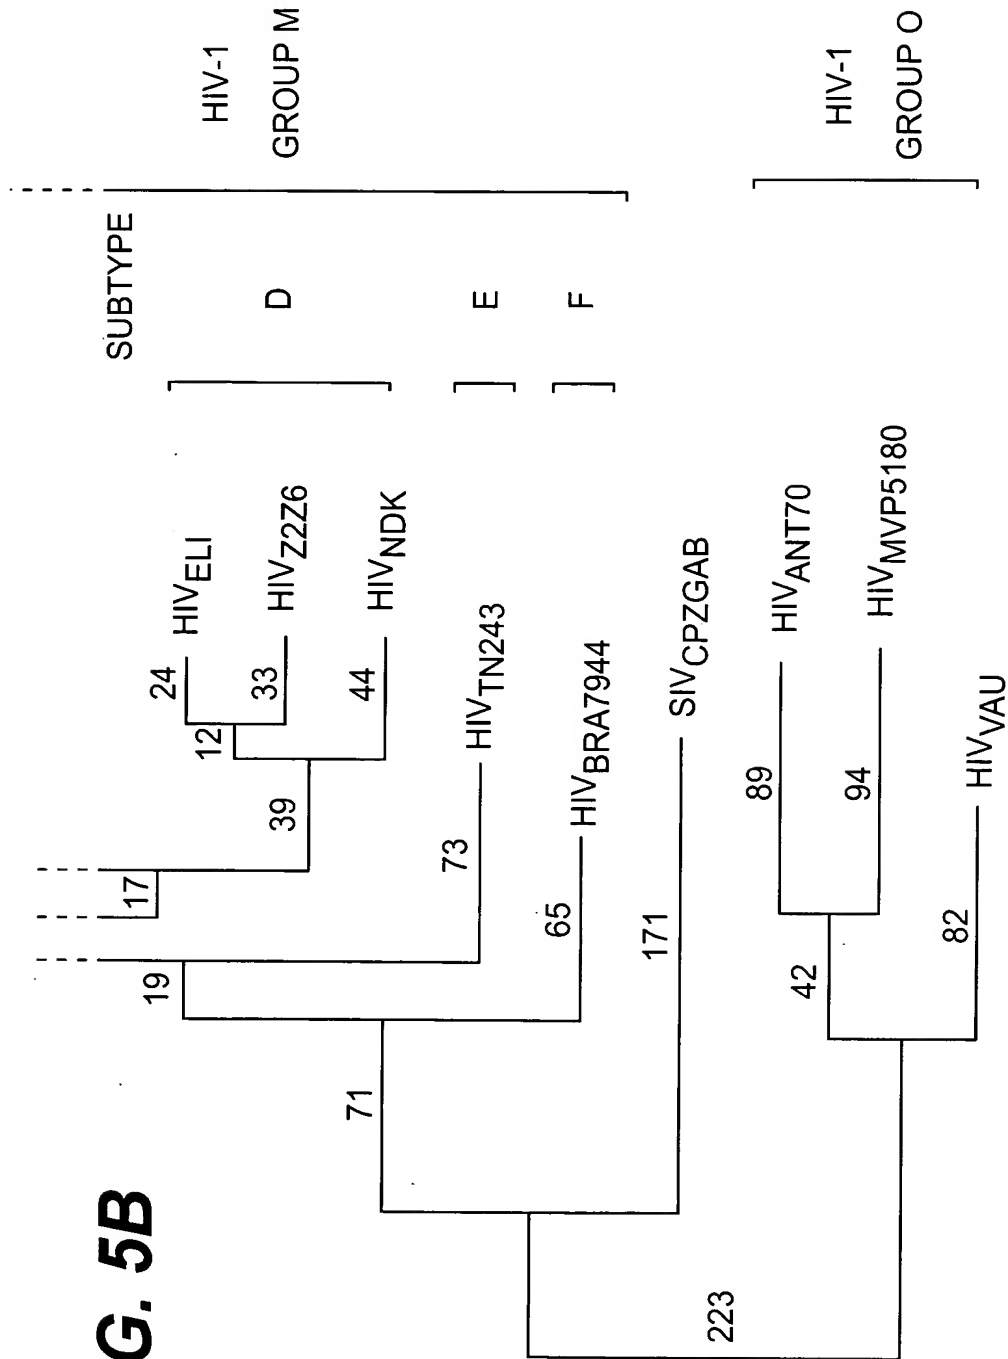 G. 5B
SUBTYPE
HIV-1
GROUP M
D
E
F
HIV-1
GROUP O
17
19
39
12
24
HIVELI
33
HIVZ2Z6
44
HIVNDK
73
HIVTN243
65
HIVBRA7944
71
171
SIVCPZGAB
223
42
89
HIVANT70
94
HIVMVP5180
82
HIVVAU